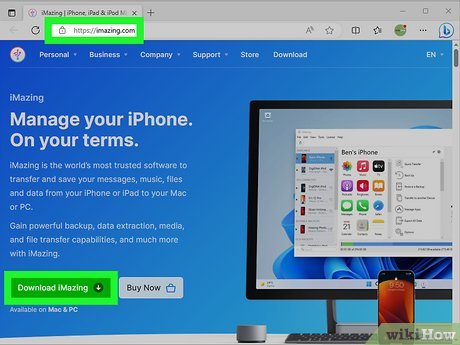 iMazing | iPhone, iPad & iPod M
https://imazing.com
Personal Business Company Support Store Download EN
iMazing
Manage your iPhone.
On your terms.
iMazing is the world's most trusted software to
transfer and save your messages, music, files
and data from your iPhone or iPad to your Mac
or PC.
Gain powerful backup, data extraction, media,
and file transfer capabilities, and much more
with iMazing.
Download iMazing Buy Now
Available on Mac & PC
Ben's iPhone
wikiHow